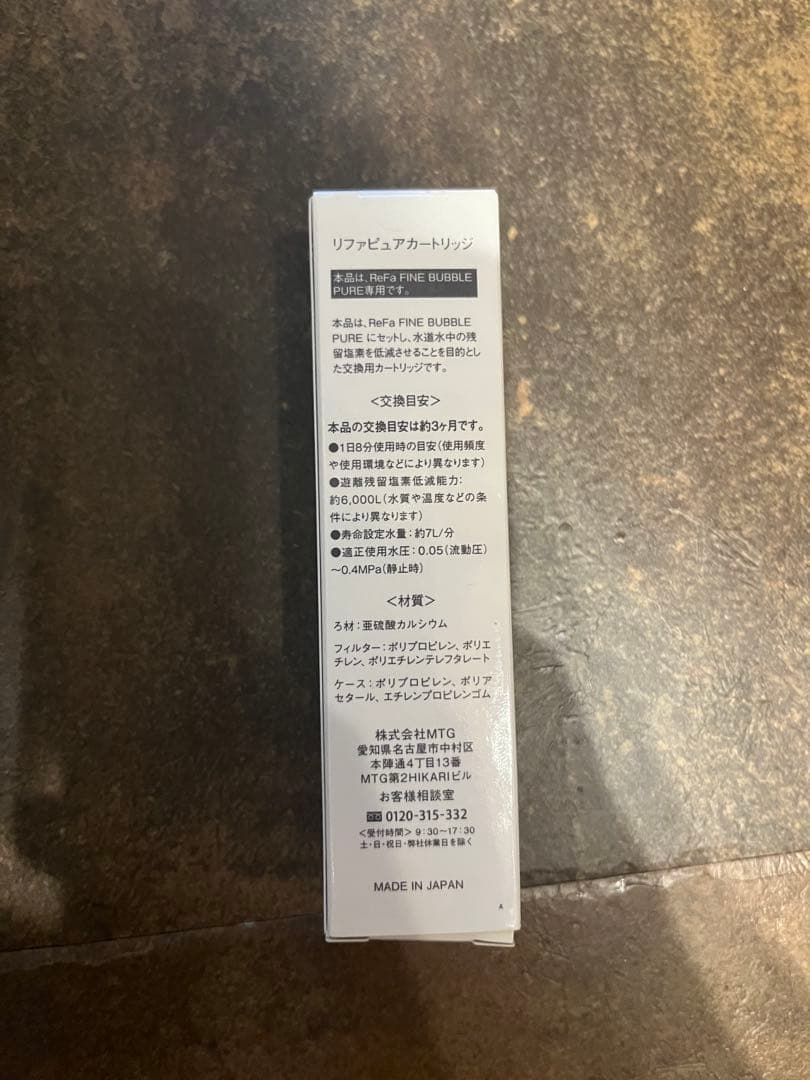 リファピュアカートリッジ
本品は、ReFa FINE BUBBLE
PURE専用です。
本品は、ReFa FINE BUBBLE
PURE にセットし、水道水中の残
留塩素を低減させることを目的とし
た交換用カートリッジです。
＜交換目安＞
本品の交換目安は約3ヶ月です。
●1日8分使用時の目安（使用頻度
や使用環境などにより異なります）
●遊離残留塩素低減能力：
約6,000L（水質や温度などの条
件により異なります）
●寿命設定水量：約7L/分
●適正使用水圧：0.05（流動圧）
～0.4MPa（静止時）
＜材質＞
ろ材：亜硫酸カルシウム
フィルター：ポリプロピレン、ポリエ
チレン、ポリエチレンテレフタレート
ケース：ポリプロピレン、ポリア
セタール、エチレンプロピレンゴム
株式会社MTG
愛知県名古屋市中村区
本陣通4丁目13番
MTG第2HIKARIビル
お客様相談室
0120-315-332
＜受付時間＞9：30～17：30
土・日・祝日・弊社休業日を除く
MADE IN JAPAN
A